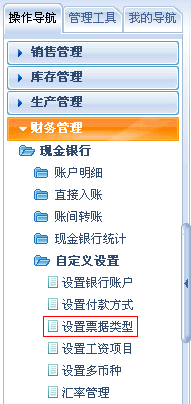 操作导航 管理工具 我的导航
销售管理
库存管理
生产管理
财务管理
现金银行
账户明细
直接入账
账间转账
现金银行统计
自定义设置
设置银行账户
设置付款方式
设置票据类型
设置工资项目
设置多币种
汇率管理